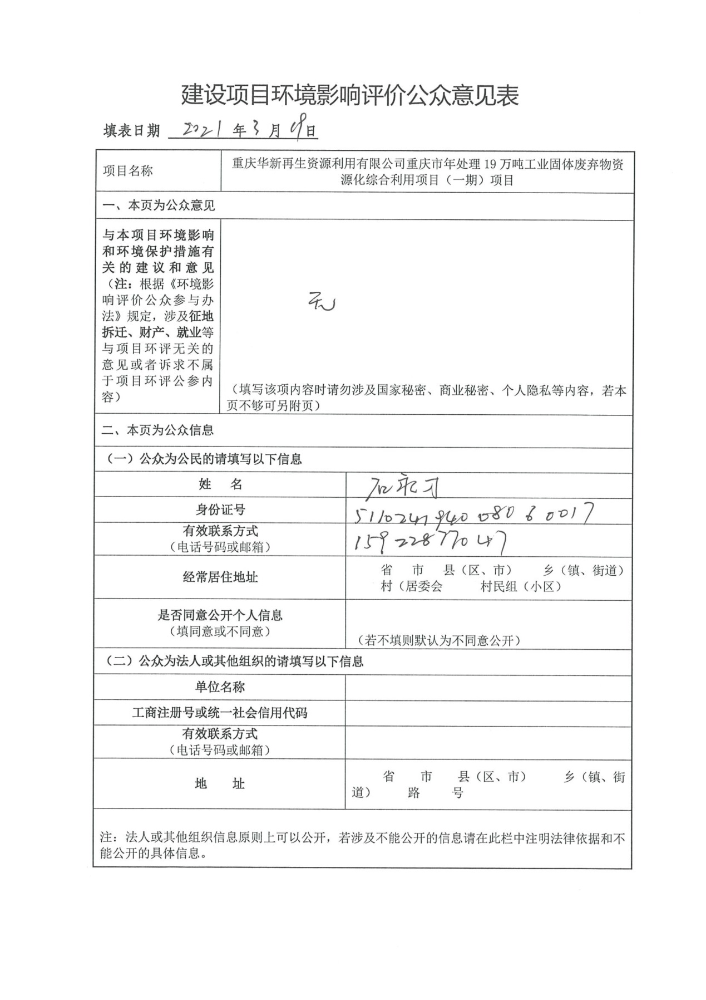 建设项目环境影响评价公众意见表
填表日期 2021 年 3 月 19 日
项目名称
重庆华新再生资源利用有限公司重庆市年处理 19 万吨工业固体废弃物资
源化综合利用项目（一期）项目
一、本页为公众意见
与本项目环境影响
和环境保护措施有
关的建议和意见
（注：根据《环境影
响评价公众参与办
法》规定，涉及征地
拆迁、财产、就业等
与项目环评无关的
意见或者诉求不属
于项目环评公参内
容）
无
（填写该项内容时请勿涉及国家秘密、商业秘密、个人隐私等内容，若本
页不够可另附页）
二、本页为公众信息
（一）公众为公民的请填写以下信息
姓 名
身份证号 511024194008060017
有效联系方式
（电话号码或邮箱）
15922877047
经常居住地址
省 市 县（区、市） 乡（镇、街道）
村（居委会 村民组（小区）
是否同意公开个人信息
（填同意或不同意）
（若不填则默认为不同意公开）
（二）公众为法人或其他组织的请填写以下信息
单位名称
工商注册号或统一社会信用代码
有效联系方式
（电话号码或邮箱）
地 址
省 市 县（区、市） 乡（镇、街
道） 路 号
注：法人或其他组织信息原则上可以公开，若涉及不能公开的信息请在此栏中注明法律依据和不
能公开的具体信息。